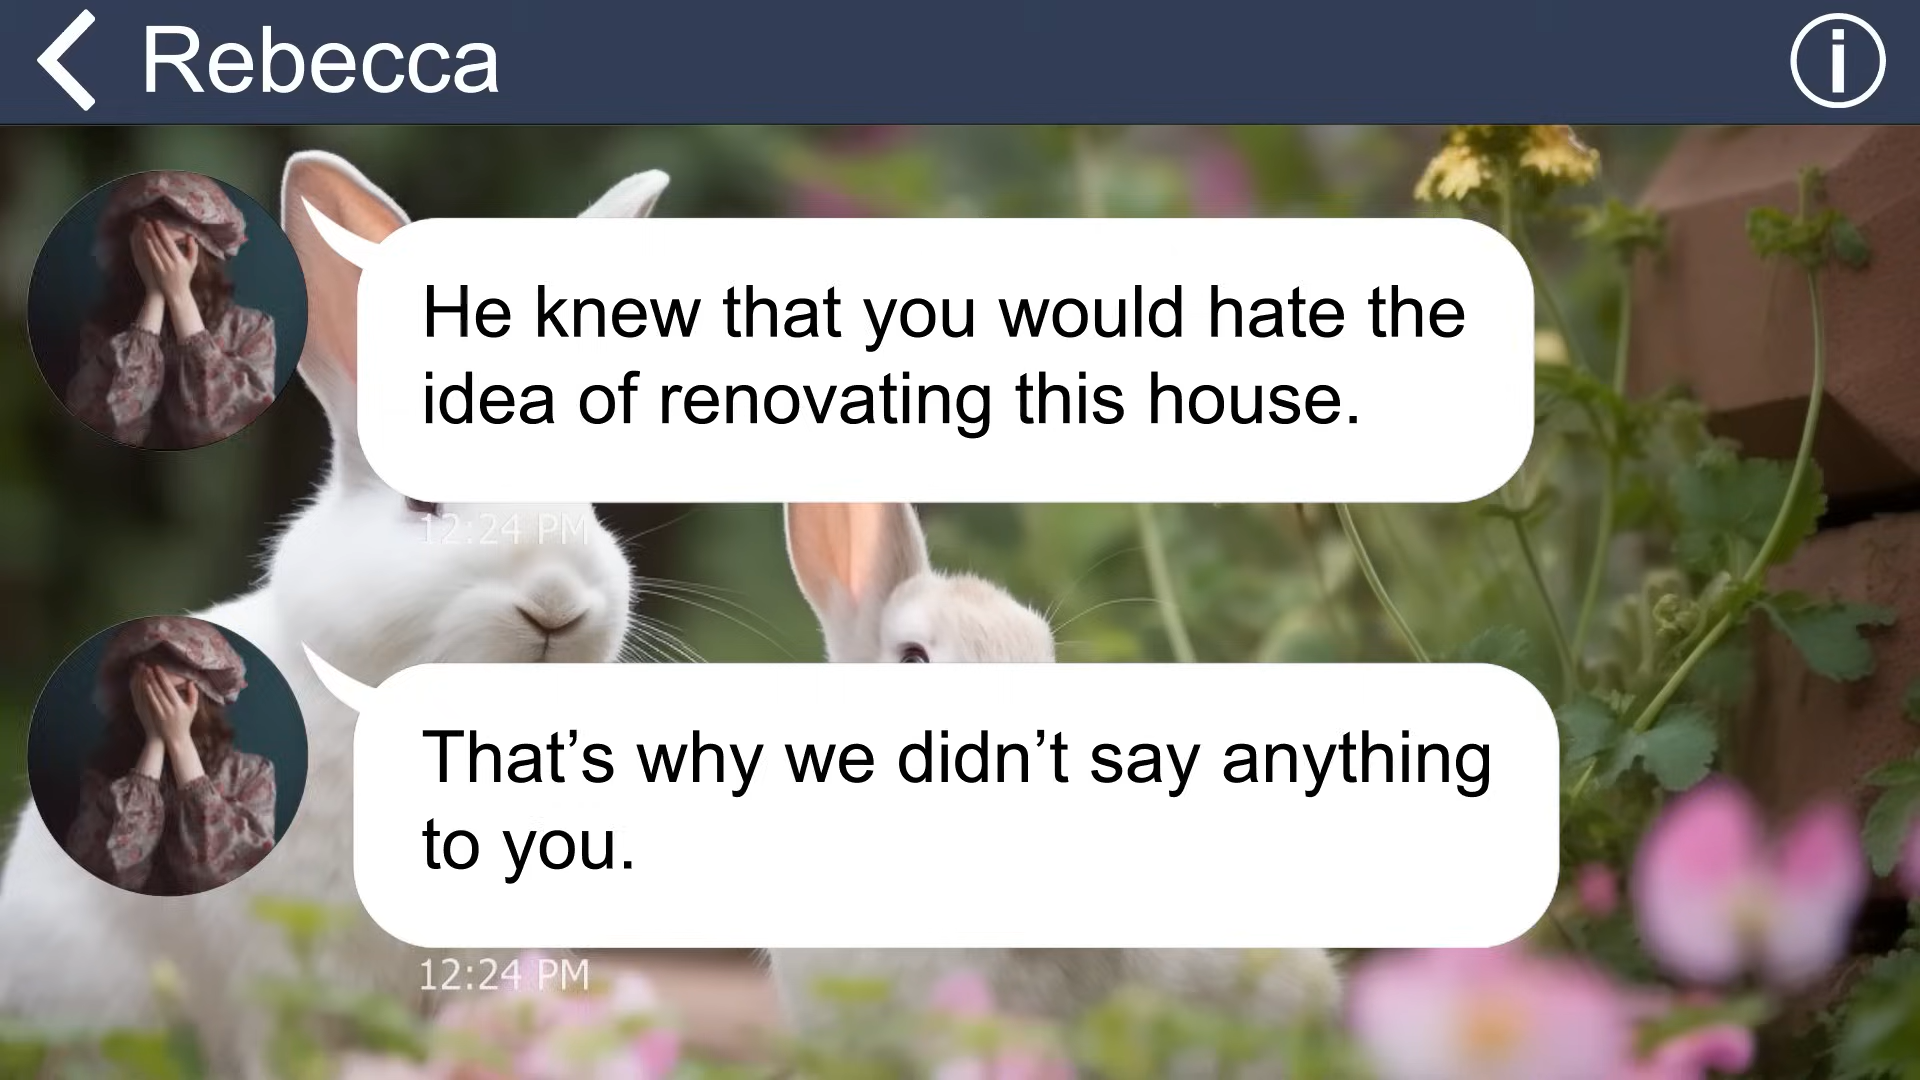 Rebecca
He knew that you would hate the
idea of renovating this house.
12:24 PM
That’s why we didn’t say anything
to you.
12:24 PM